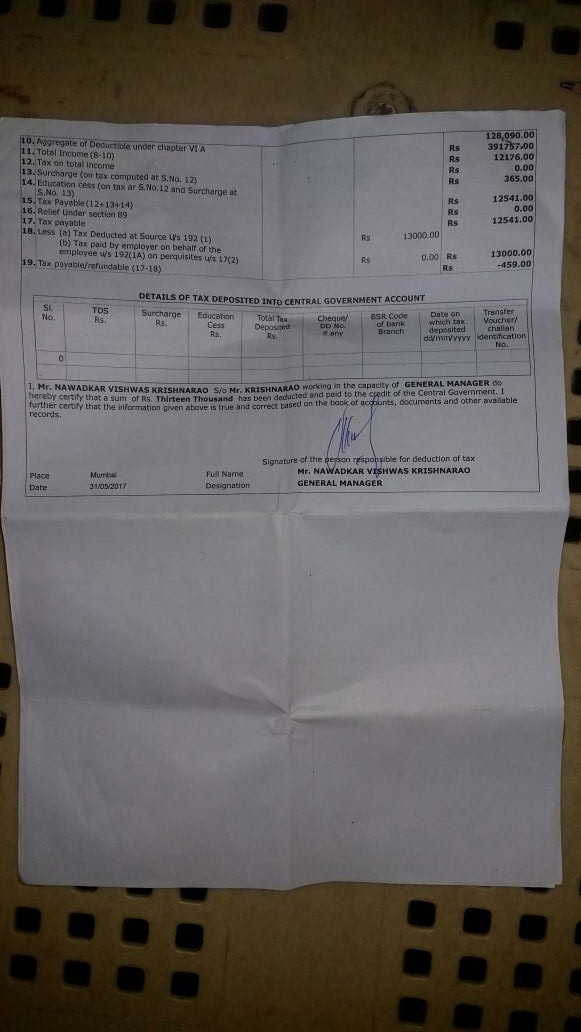 10. Aggregate of Deductible under chapter VI A 128,090.00
11. Total Income (8-10) Rs 391757.00
12. Tax on total income Rs 12176.00
13. Surcharge (on tax computed at S.No. 12) Rs 0.00
14. Education cess (on tax ar S.No.12 and Surcharge at Rs 365.00
S.No. 13)
15. Tax Payable(12+13+14) Rs 12541.00
16. Relief Under section 89 Rs 0.00
17. Tax payable Rs 12541.00
18. Less (a) Tax Deducted at Source U/s 192 (1) Rs 13000.00
(b) Tax paid by employer on behalf of the
employee u/s 192(1A) on perquisites u/s 17(2) Rs 0.00 Rs 13000.00
19. Tax payable/refundable (17-18) Rs -459.00
DETAILS OF TAX DEPOSITED INTO CENTRAL GOVERNMENT ACCOUNT
Sl. No. TDS Rs. Surcharge Rs. Education Cess Rs. Total Tax Deposited Rs. Cheque/ DD No. if any BSR Code of bank Branch Date on which tax deposited dd/mm/yyyy Transfer Voucher/ challan identification No.
0
I, Mr. NAWADKAR VISHWAS KRISHNARAO S/o Mr. KRISHNARAO working in the capacity of GENERAL MANAGER do
hereby certify that a sum of Rs. Thirteen Thousand has been deducted and paid to the credit of the Central Government. I
further certify that the information given above is true and correct based on the book of accounts, documents and other available
records.
Signature of the person responsible for deduction of tax
Place Mumbai Full Name Mr. NAWADKAR VISHWAS KRISHNARAO
Date 31/05/2017 Designation GENERAL MANAGER